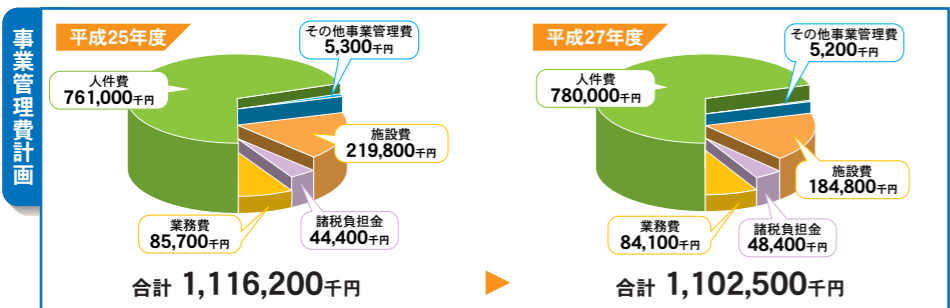 事業管理費計画
平成25年度
その他事業管理費
5,300千円
人件費
761,000千円
施設費
219,800千円
諸税負担金
44,400千円
業務費
85,700千円
合計 1,116,200千円
平成27年度
その他事業管理費
5,200千円
人件費
780,000千円
施設費
184,800千円
諸税負担金
48,400千円
業務費
84,100千円
合計 1,102,500千円